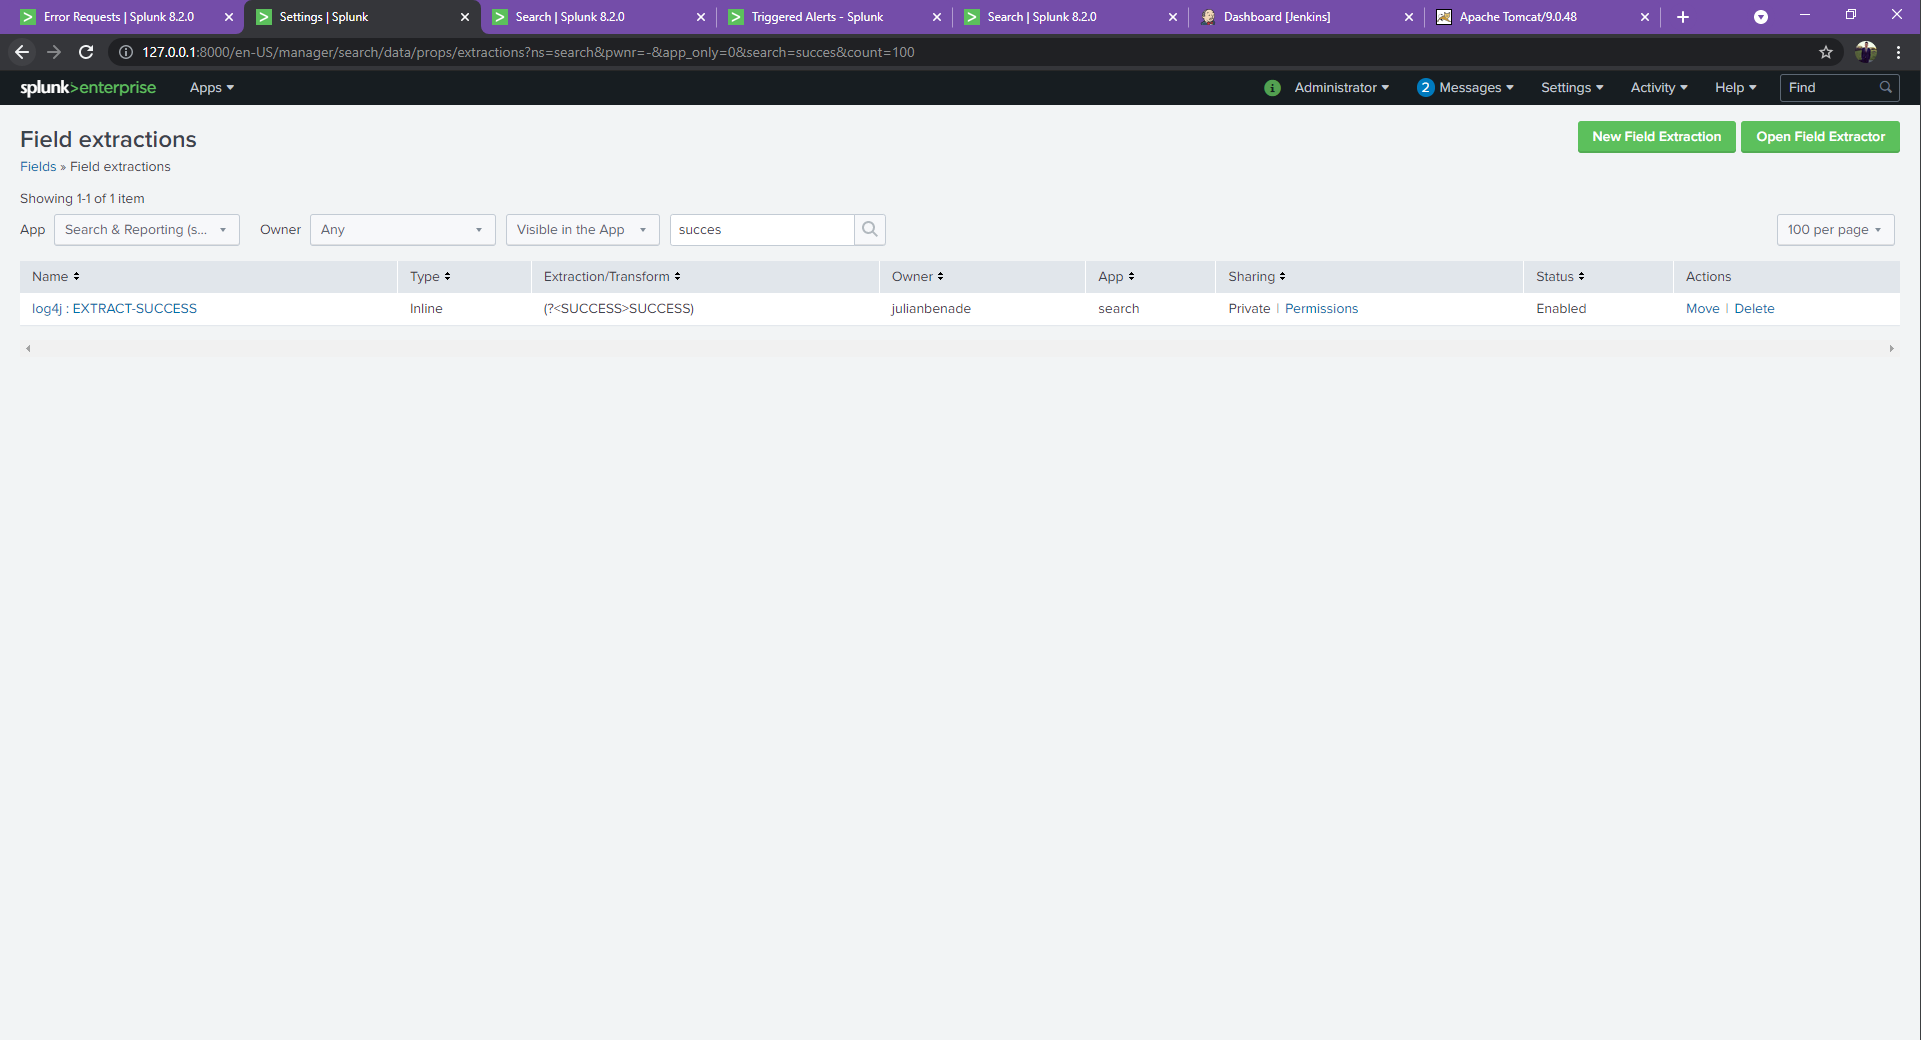 Error Requests | Splunk 8.2.0
Settings | Splunk
Search | Splunk 8.2.0
Triggered Alerts - Splunk
Search | Splunk 8.2.0
Dashboard [Jenkins]
Apache Tomcat/9.0.48
127.0.0.1:8000/en-US/manager/search/data/props/extractions?ns=search&pwnr=-&app_only=0&search=succes&count=100
splunk>enterprise
Apps
i
Administrator
2 Messages
Settings
Activity
Help
Find
Field extractions
New Field Extraction
Open Field Extractor
Fields » Field extractions
Showing 1-1 of 1 item
App Search & Reporting (s... Owner Any Visible in the App succes 100 per page
Name Type Extraction/Transform Owner App Sharing Status Actions
log4j : EXTRACT-SUCCESS Inline (?<SUCCESS>SUCCESS) julianbenade search Private | Permissions Enabled Move | Delete